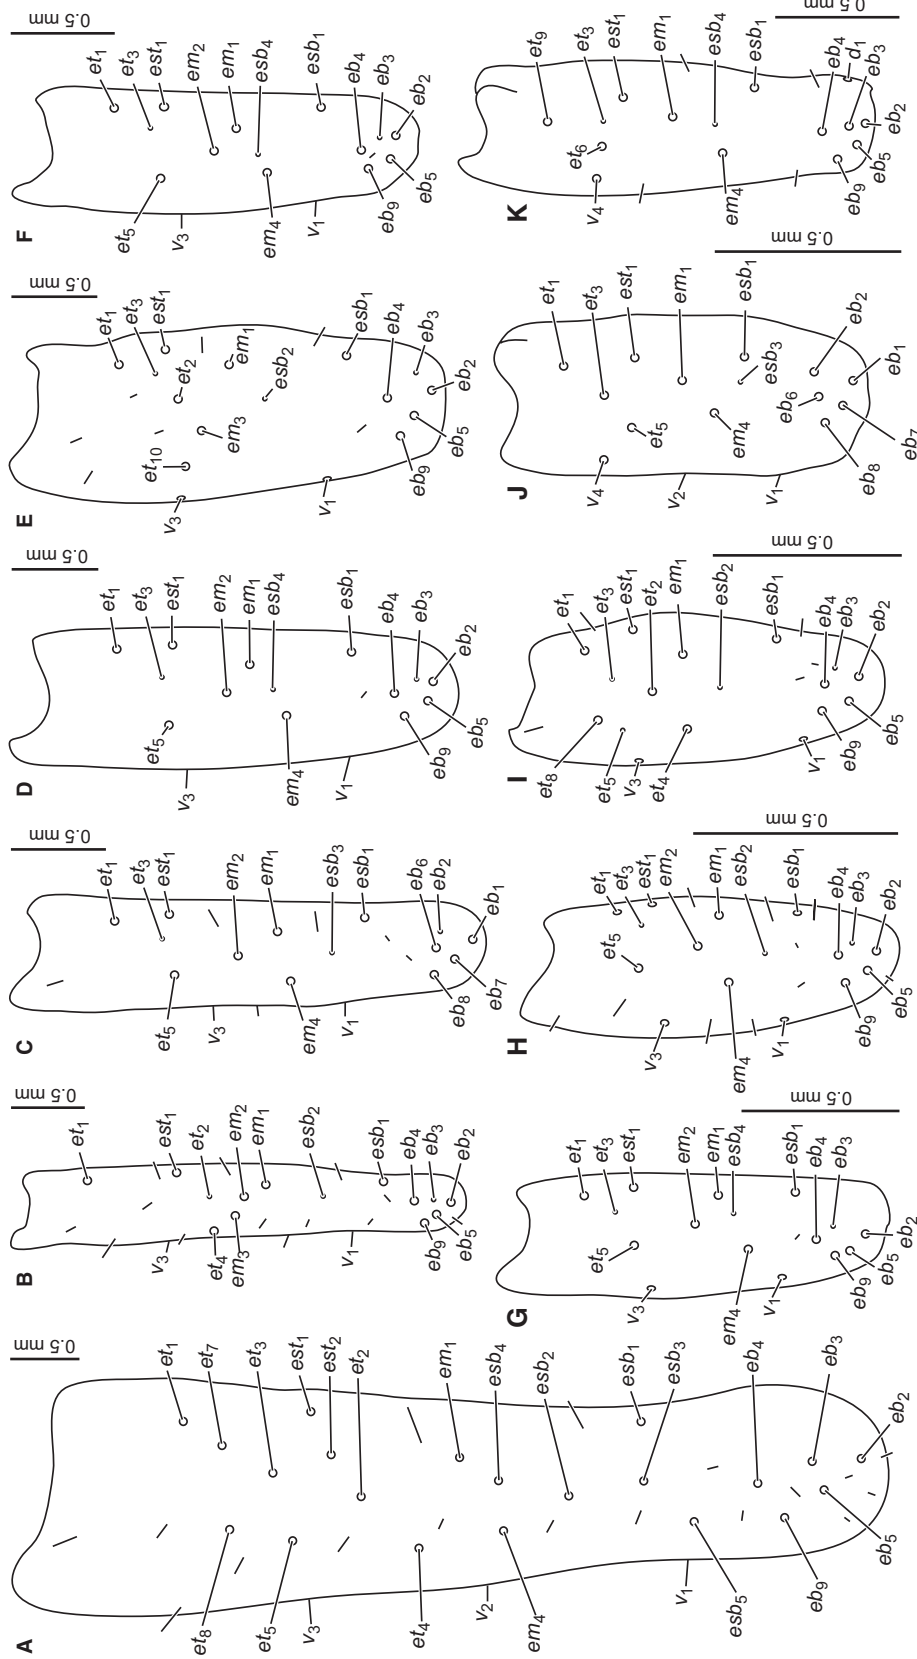 A
0.5 mm
et1
et7
et3
est1
est2
et2
em1
esb4
esb2
esb1
esb3
eb4
eb3
eb2
et8
et5
v3
et4
v2
em4
v1
esb5
eb9
eb5
B
0.5 mm
et1
est1
et2
em2
em1
esb2
esb1
eb4
eb3
eb2
v3
et4
em3
v1
eb9
eb5
C
0.5 mm
et1
et3
est1
em2
em1
esb3
esb1
eb6
eb2
eb1
et5
v3
em4
v1
eb8
eb7
D
0.5 mm
et1
et3
est1
em2
em1
esb4
esb1
eb4
eb3
eb2
et5
v3
em4
v1
eb9
eb5
E
0.5 mm
et1
et3
est1
et2
em1
esb2
esb1
eb4
eb3
eb2
et10
em3
v3
v1
eb9
eb5
F
0.5 mm
et1
et3
est1
em2
em1
esb4
esb1
eb4
eb3
eb2
et5
v3
em4
v1
eb9
eb5
G
0.5 mm
et1
et3
est1
em2
em1
esb4
esb1
eb4
eb3
eb2
et5
v3
em4
v1
eb9
eb5
H
0.5 mm
et1
et3
est1
em2
em1
esb2
esb1
eb4
eb3
eb2
et5
v3
em4
v1
eb9
eb5
I
0.5 mm
et1
et3
est1
et2
em1
esb2
esb1
eb4
eb3
eb2
et8
et5
v3
et4
v1
eb9
eb5
J
0.5 mm
et1
et3
est1
em1
esb1
esb3
eb2
eb1
et5
em4
eb6
v4
v2
v1
eb8
eb7
K
0.5 mm
et9
et3
est1
em1
esb4
esb1
eb4
d1
eb3
eb2
et6
v4
em4
eb9
eb5